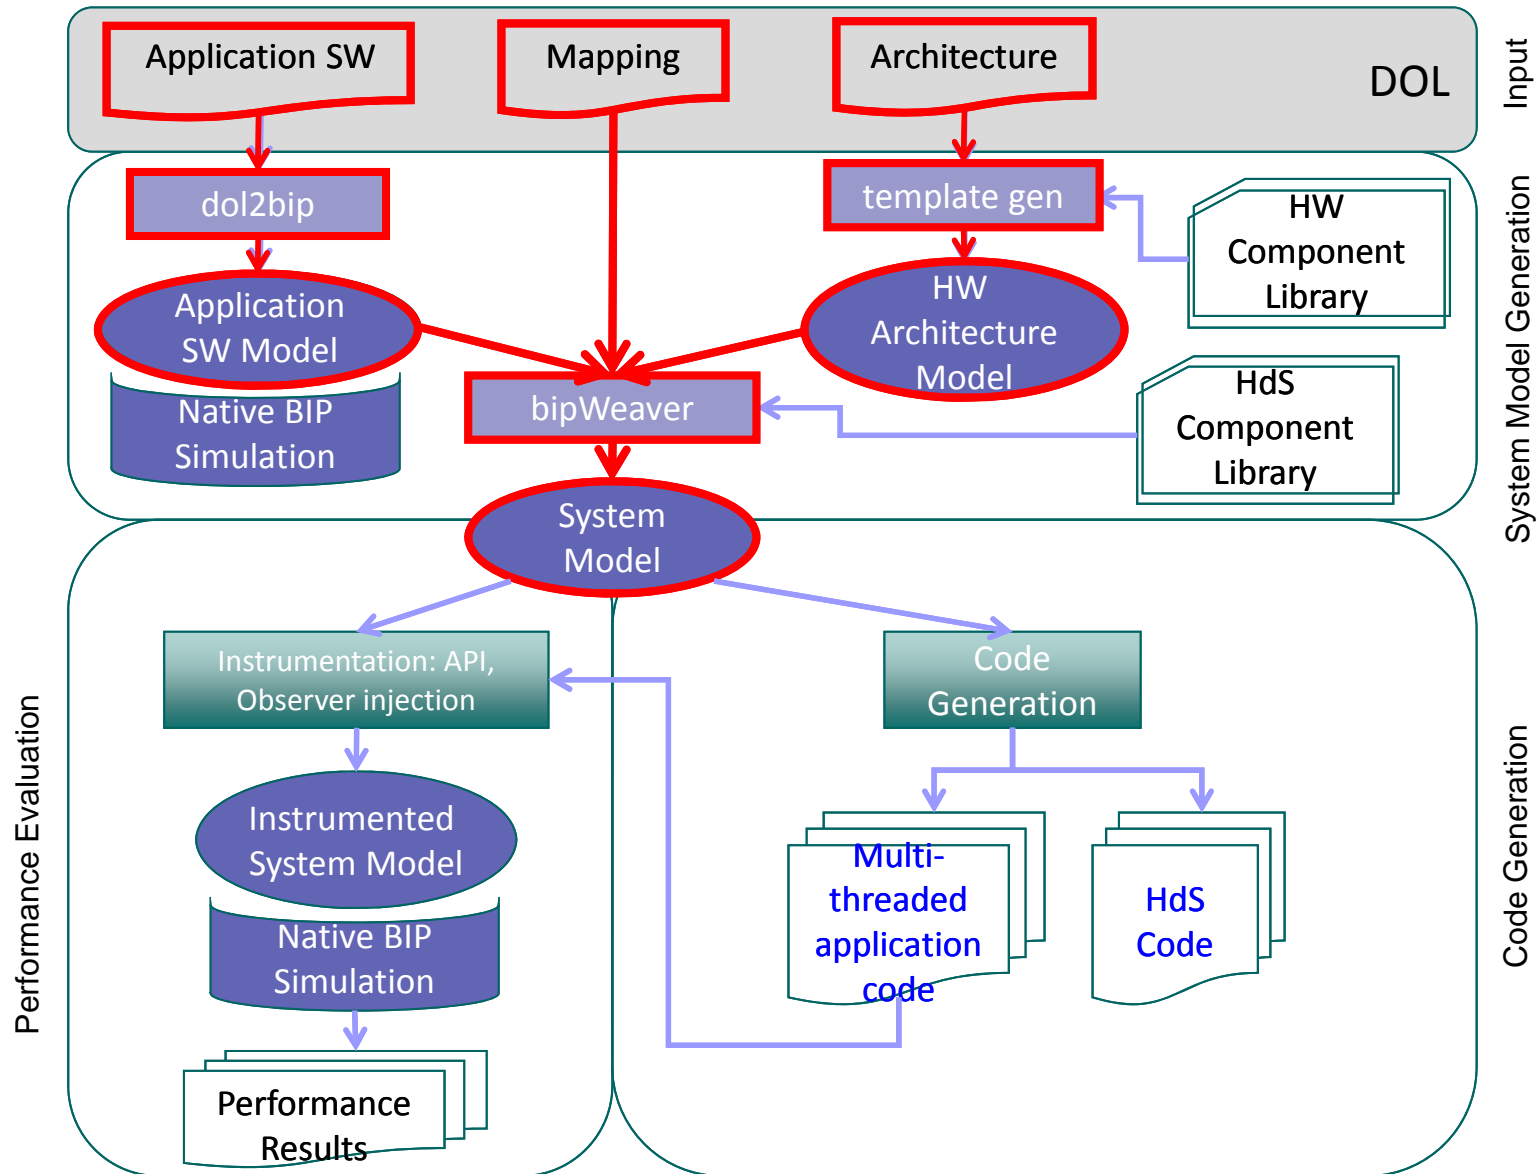 Application SW
Mapping
Architecture
DOL
Input
dol2bip
template gen
HW
Component
Library
System Model Generation
Application
SW Model
HW
Architecture
Model
Native BIP
Simulation
bipWeaver
HdS
Component
Library
System
Model
Instrumentation: API,
Observer injection
Code
Generation
Performance Evaluation
Code Generation
Instrumented
System Model
Multi-
threaded
application
code
HdS
Code
Native BIP
Simulation
Performance
Results